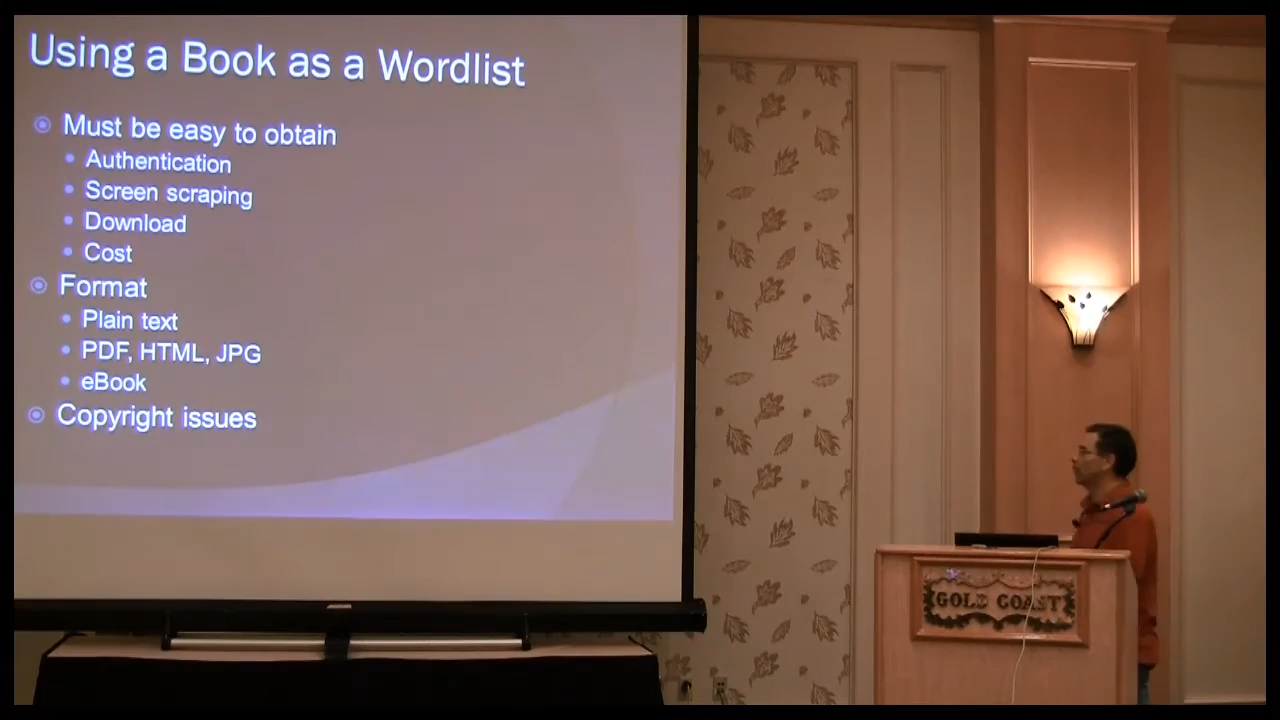 Using a Book as a Wordlist
Must be easy to obtain
Authentication
Screen scraping
Download
Cost
Format
Plain text
PDF, HTML, JPG
eBook
Copyright issues
GOLD COAST